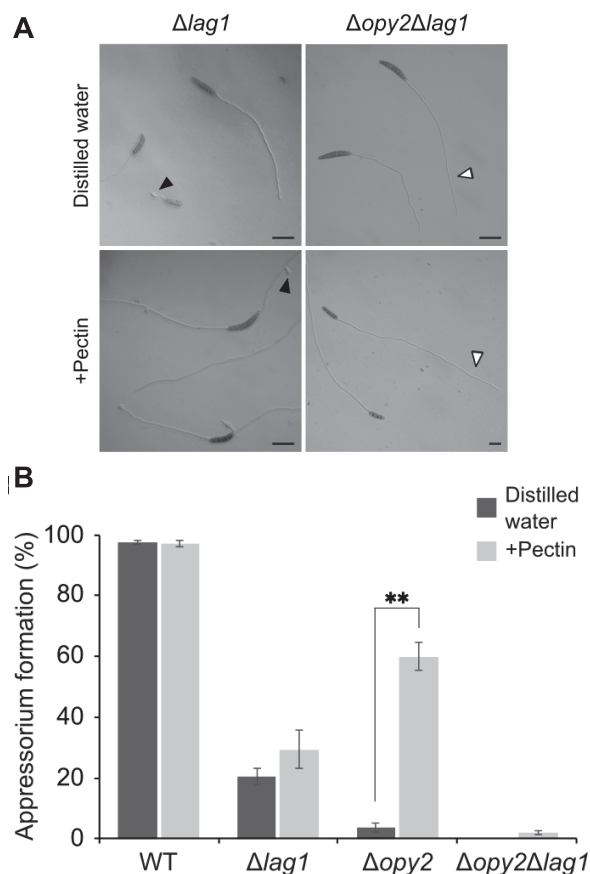 A
Δlag1
Δopy2Δlag1
Distilled water
+Pectin
B
Distilled
water
+Pectin
Appressorium formation (%)
100
80
60
40
20
0
**
WT
Δlag1
Δopy2
Δopy2Δlag1